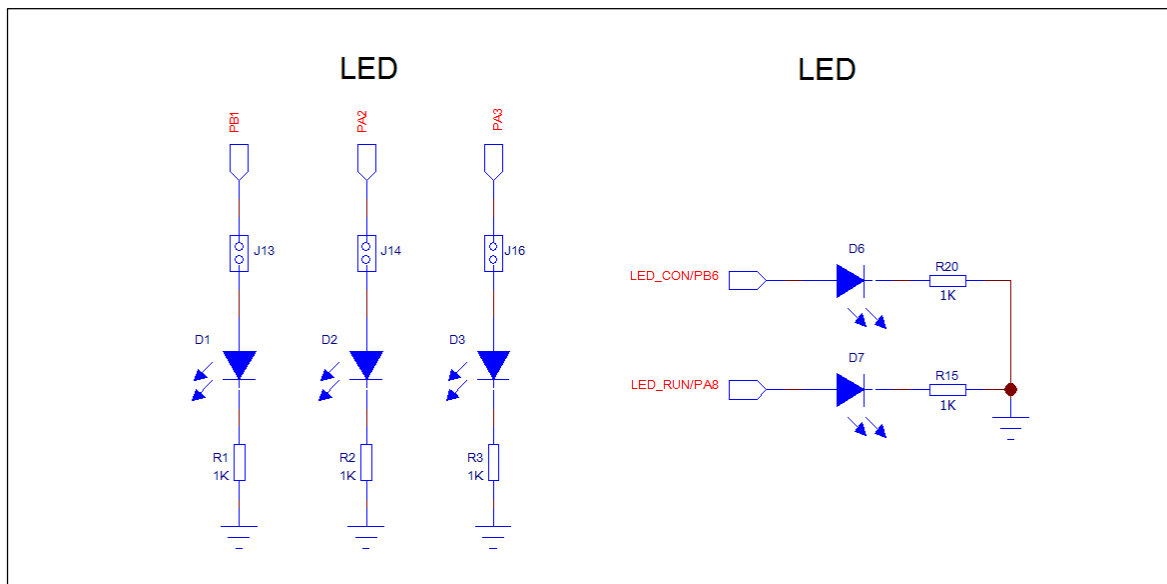 LED
PB1
PA2
PA3
J13
J14
J16
D1
D2
D3
R1
1K
R2
1K
R3
1K
LED
D6
LED_CON/PB6
R20
1K
D7
LED_RUN/PA8
R15
1K